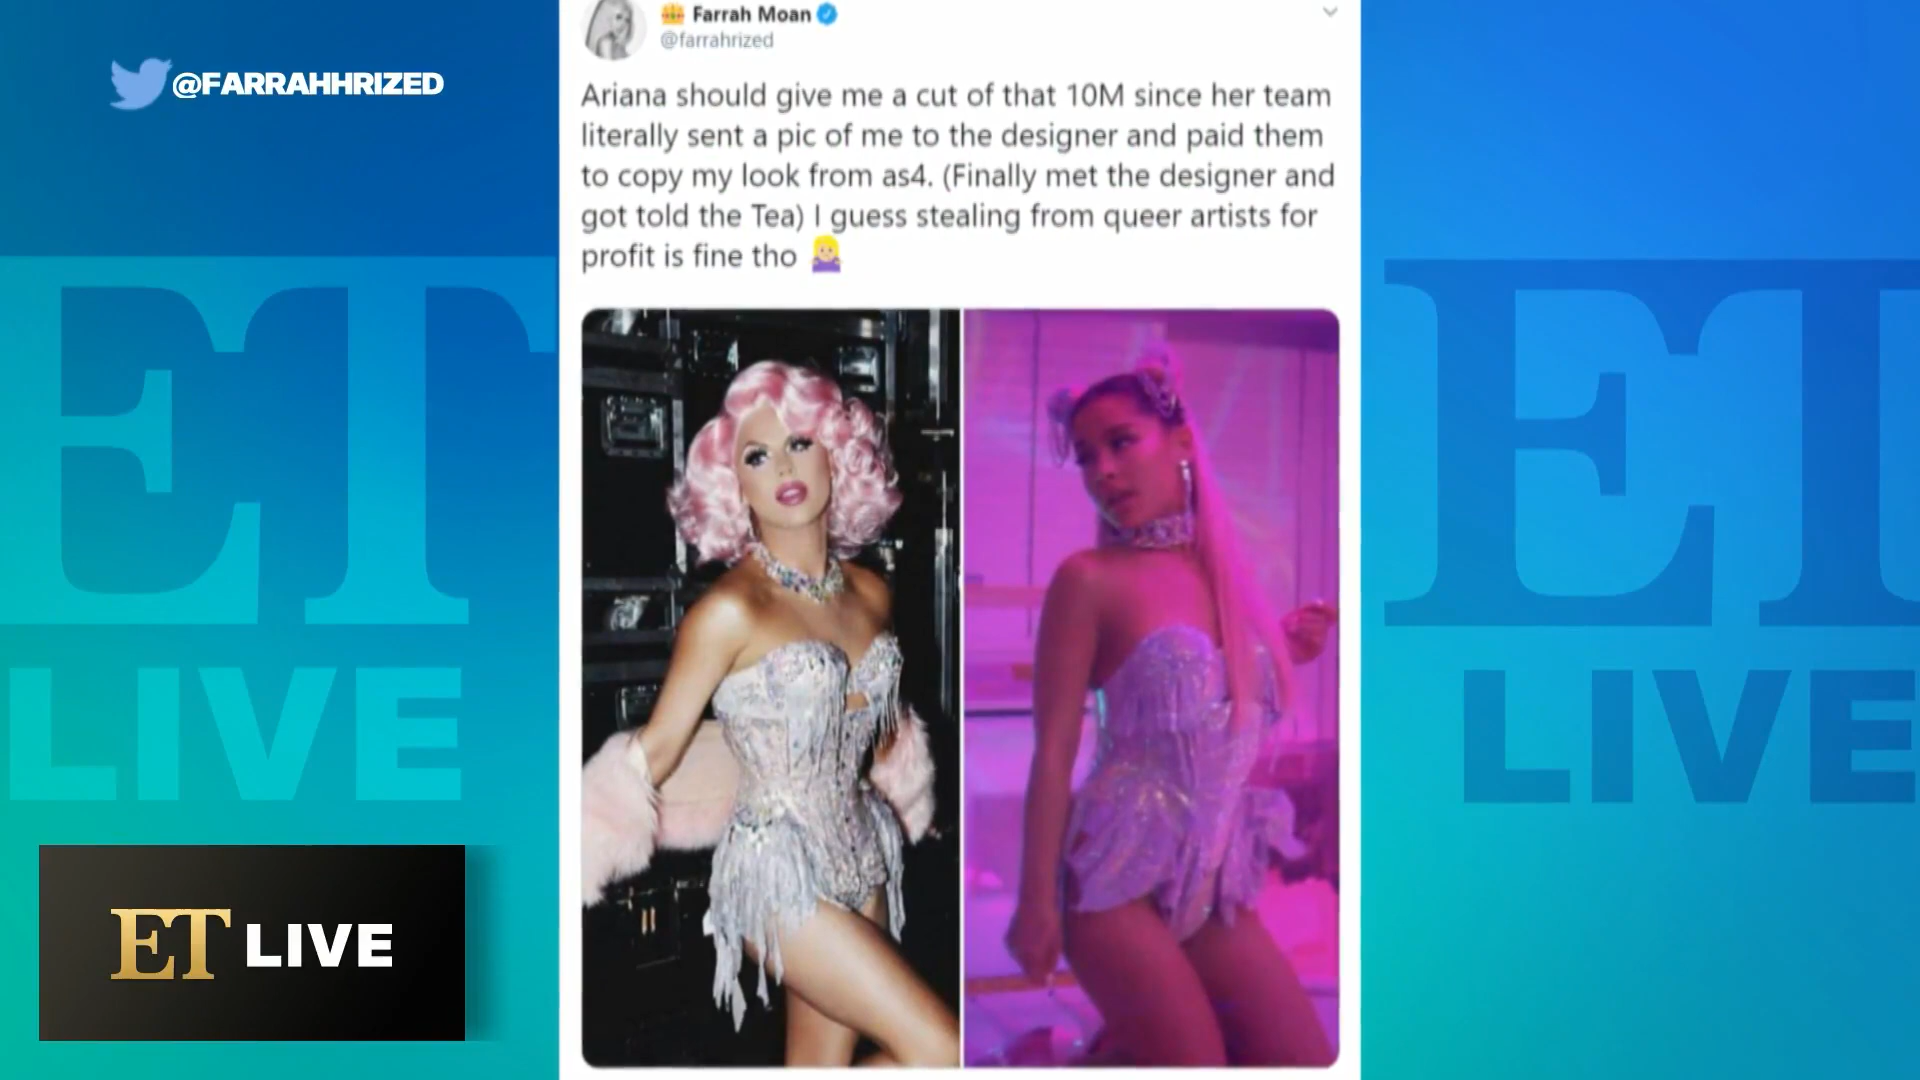 @FARRAHHRIZED
Farrah Moan
@farrahrized
Ariana should give me a cut of that 10M since her team
literally sent a pic of me to the designer and paid them
to copy my look from as4. (Finally met the designer and
got told the Tea) I guess stealing from queer artists for
profit is fine tho
ET
LIVE
ET
LIVE
ET LIVE